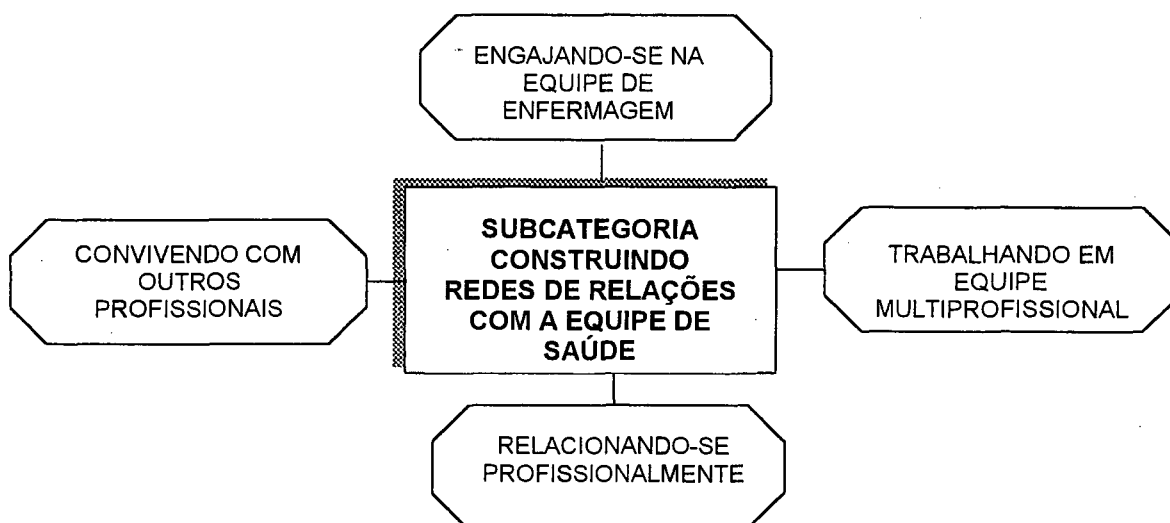 ENGAJANDO-SE NA
EQUIPE DE
ENFERMAGEM
CONVIVENDO COM
OUTROS
PROFISSIONAIS
SUBCATEGORIA
CONSTRUINDO
REDES DE RELAÇÕES
COM A EQUIPE DE
SAÚDE
TRABALHANDO EM
EQUIPE
MULTIPROFISSIONAL
RELACIONANDO-SE
PROFISSIONALMENTE